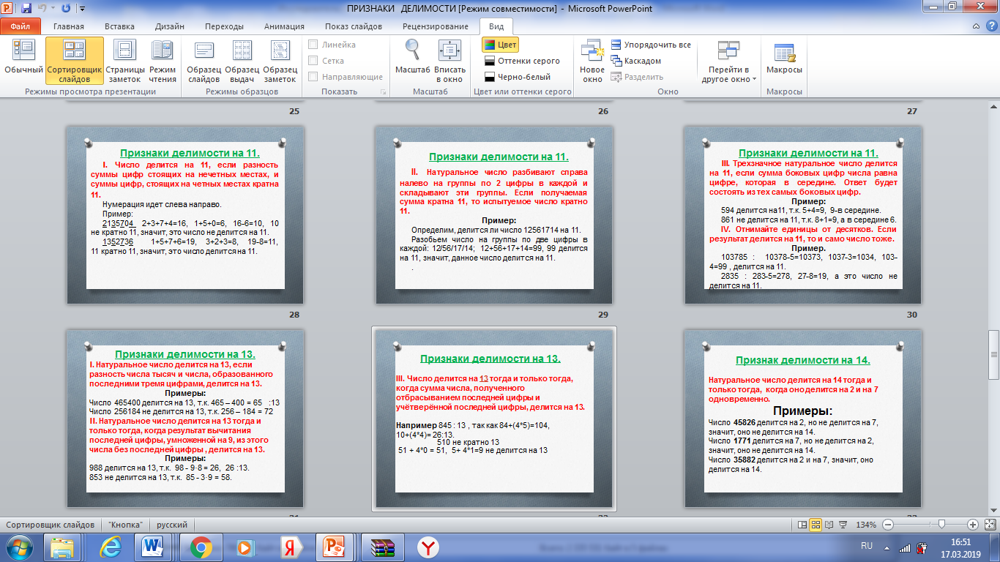 ПРИЗНАКИ ДЕЛИМОСТИ [Режим совместимости] - Microsoft PowerPoint
Файл Главная Вставка Дизайн Переходы Анимация Показ слайдов Рецензирование Вид
Обычный
Сортировщик слайдов
Страницы заметок
Режим чтения
Режимы просмотра презентации
Образец слайдов
Образец выдач
Образец заметок
Режимы образцов
Линейка
Сетка
Направляющие
Показать
Масштаб
Вписать в окно
Масштаб
Цвет
Оттенки серого
Черно-белый
Цвет или оттенки серого
Новое окно
Упорядочить все
Каскадом
Разделить
Перейти в другое окно
Окно
Макросы
Макросы
25
26
27
Признаки делимости на 11.
I. Число делится на 11, если разность
суммы цифр стоящих на нечетных местах, и
суммы цифр, стоящих на четных местах кратна
11.
Нумерация идет слева направо.
Пример:
2135704 2+3+7+4=16, 1+5+0=6, 16-6=10, 10
не кратно 11, значит, это число не делится на 11.
1352736 1+5+7+6=19, 3+2+3=8, 19-8=11,
11 кратно 11, значит, это число делится на 11.
28
Признаки делимости на 11.
II. Натуральное число разбивают справа
налево на группы по 2 цифры в каждой и
складывают эти группы. Если получаемая
сумма кратна 11, то испытуемое число кратно
11.
Пример:
Определим, делится ли число 12561714 на 11.
Разобьем число на группы по две цифры в
каждой: 12/56/17/14; 12+56+17+14=99, 99 делится
на 11, значит, данное число делится на 11.
.
29
Признаки делимости на 11.
III. Трехзначное натуральное число делится
на 11, если сумма боковых цифр числа равна
цифре, которая в середине. Ответ будет
состоять из тех самых боковых цифр.
Пример:
594 делится на11, т.к. 5+4=9, 9-в середине.
861 не делится на 11, т.к. 8+1=9, а в середине 6.
IV. Отнимайте единицы от десятков. Если
результат делится на 11, то и само число тоже.
Пример.
103785 : 10378-5=10373, 1037-3=1034, 103-
4=99 , делится на 11.
2835 : 283-5=278, 27-8=19, а это число не
делится на 11.
30
Признаки делимости на 13.
I. Натуральное число делится на 13, если
разность числа тысяч и числа, образованного
последними тремя цифрами, делится на 13.
Примеры:
Число 465400 делится на 13, т.к. 465 – 400 = 65 :13
Число 256184 не делится на 13, т.к. 256 – 184 = 72
II. Натуральное число делится на 13 тогда и
только тогда, когда результат вычитания
последней цифры, умноженной на 9, из этого
числа без последней цифры , делится на 13.
Примеры:
988 делится на 13, т.к. 98 - 9·8 = 26, 26 :13.
853 не делится на 13, т.к. 85 - 3·9 = 58.
Признаки делимости на 13.
III. Число делится на 13 тогда и только тогда,
когда сумма числа, полученного
отбрасыванием последней цифры и
учётверённой последней цифры, делится на 13.
Например 845 : 13 , так как 84+(4*5)=104,
10+(4*4)= 26:13.
510 не кратно 13
51 + 4*0 = 51, 5+ 4*1=9 не делится на 13
Признак делимости на 14.
Натуральное число делится на 14 тогда и
только тогда, когда оно делится на 2 и на 7
одновременно.
Примеры:
Число 45826 делится на 2, но не делится на 7,
значит, оно не делится на 14.
Число 1771 делится на 7, но не делится на 2,
значит, оно не делится на 14.
Число 35882 делится на 2 и на 7, значит, оно
делится на 14.
Сортировщик слайдов "Кнопка" русский 134%
RU 16:51
17.03.2019